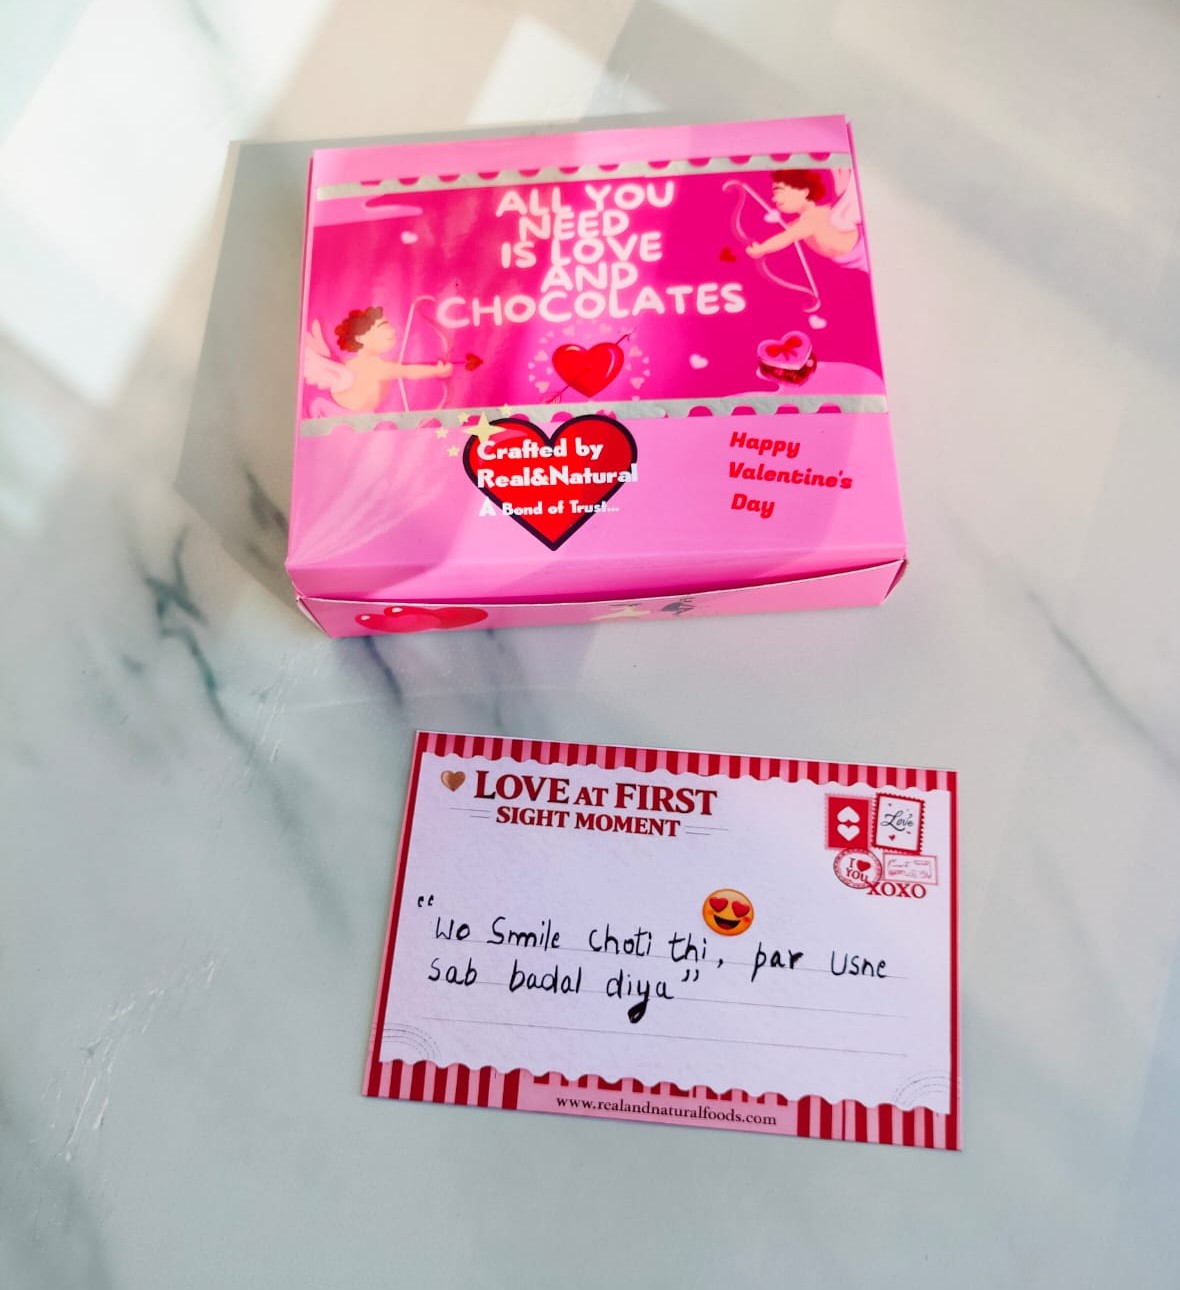 ALL YOU
NEED
IS LOVE
AND
CHOCOLATES
Crafted by
Real&Natural
A Bond of Trust...
Happy
Valentine's
Day
LOVE AT FIRST
SIGHT MOMENT
Love
I ♥
YOU
XOXO
"Wo Smile choti thi, par Usne
sab badal diya"
www.realandnaturalfoods.com